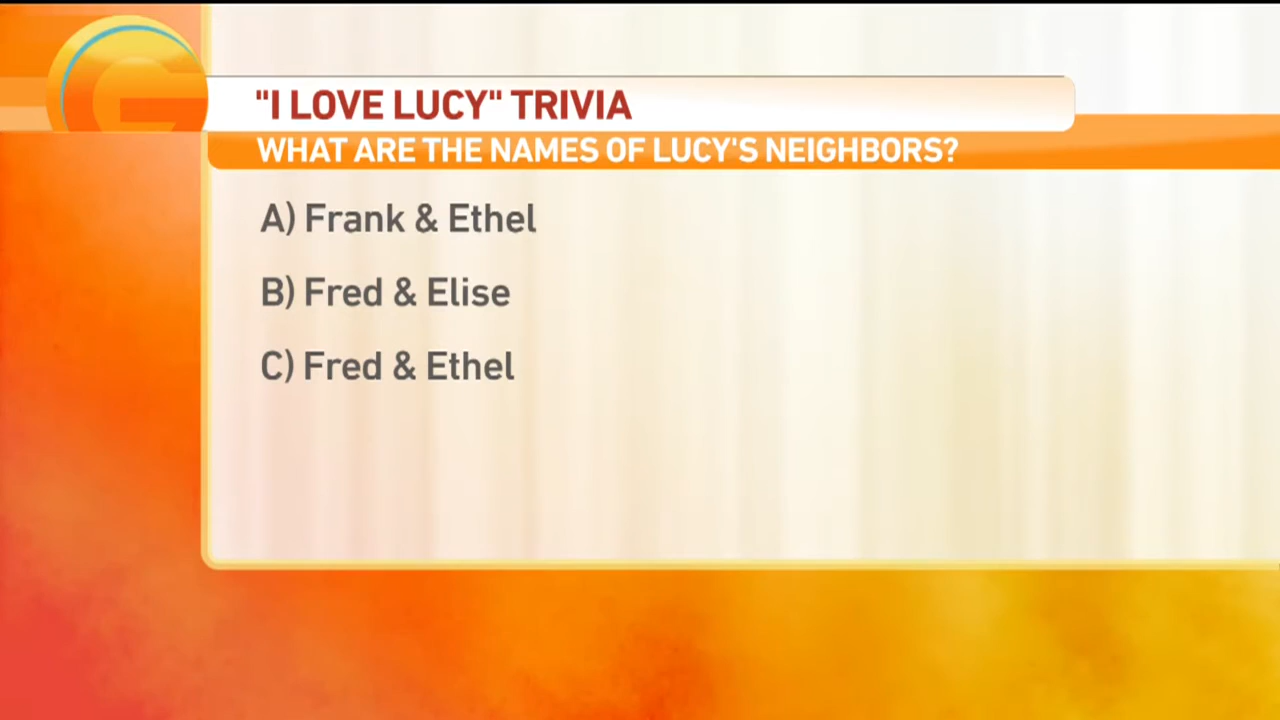 "I LOVE LUCY" TRIVIA
WHAT ARE THE NAMES OF LUCY'S NEIGHBORS?
A) Frank & Ethel
B) Fred & Elise
C) Fred & Ethel